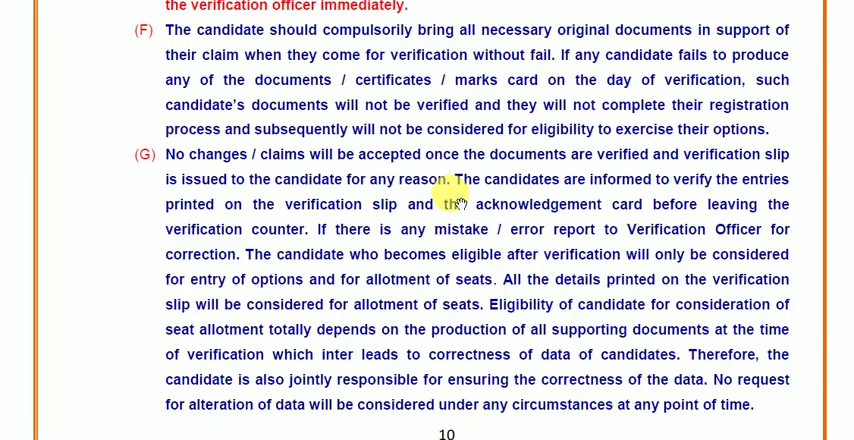 the verification officer immediately.
(F) The candidate should compulsorily bring all necessary original documents in support of
their claim when they come for verification without fail. If any candidate fails to produce
any of the documents / certificates / marks card on the day of verification, such
candidate's documents will not be verified and they will not complete their registration
process and subsequently will not be considered for eligibility to exercise their options.
(G) No changes / claims will be accepted once the documents are verified and verification slip
is issued to the candidate for any reason. The candidates are informed to verify the entries
printed on the verification slip and the acknowledgement card before leaving the
verification counter. If there is any mistake / error report to Verification Officer for
correction. The candidate who becomes eligible after verification will only be considered
for entry of options and for allotment of seats. All the details printed on the verification
slip will be considered for allotment of seats. Eligibility of candidate for consideration of
seat allotment totally depends on the production of all supporting documents at the time
of verification which inter leads to correctness of data of candidates. Therefore, the
candidate is also jointly responsible for ensuring the correctness of the data. No request
for alteration of data will be considered under any circumstances at any point of time.
10